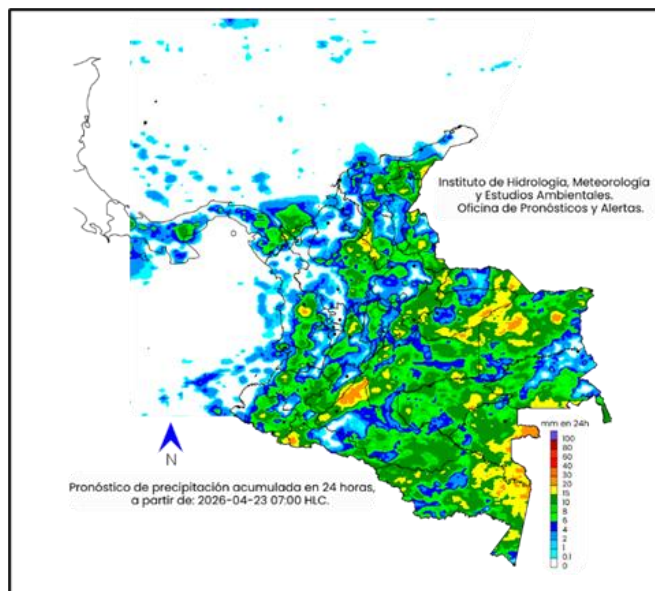 Instituto de Hidrología, Meteorología
y Estudios Ambientales.
Oficina de Pronósticos y Alertas.
mm en 24h
100
80
60
40
30
20
15
10
8
6
4
2
1
0.1
0
N
Pronóstico de precipitación acumulada en 24 horas,
a partir de: 2026-04-23 07:00 HLC.